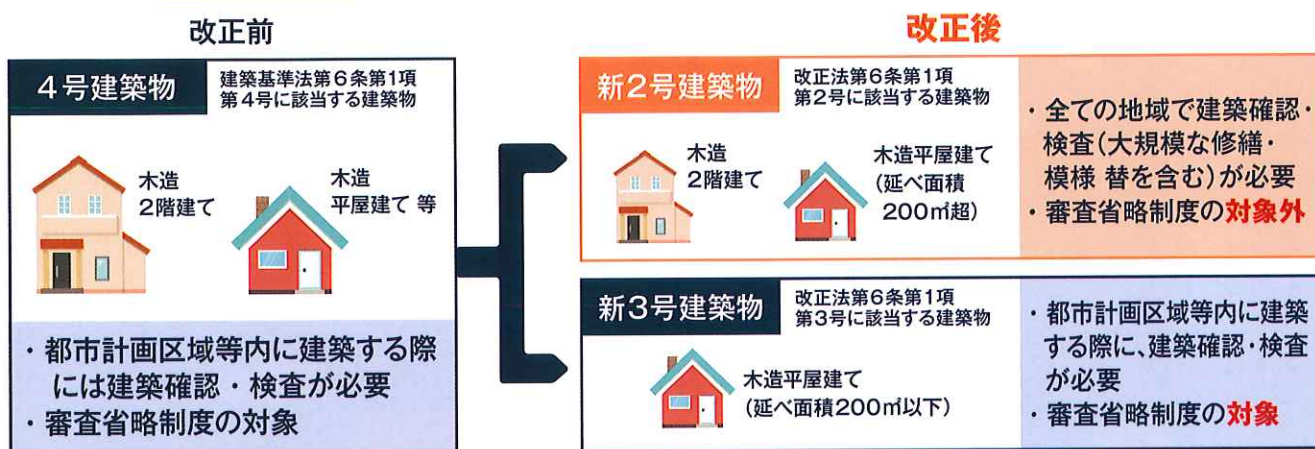 改正前
4号建築物
建築基準法第6条第1項
第4号に該当する建築物
木造
2階建て
木造
平屋建て 等
・都市計画区域等内に建築する際
には建築確認・検査が必要
・審査省略制度の対象
改正後
新2号建築物
改正法第6条第1項
第2号に該当する建築物
木造
2階建て
木造平屋建て
(延べ面積
200㎡超)
・全ての地域で建築確認・
検査(大規模な修繕・
模様 替を含む)が必要
・審査省略制度の対象外
新3号建築物
改正法第6条第1項
第3号に該当する建築物
木造平屋建て
(延べ面積200㎡以下)
・都市計画区域等内に建築
する際に、建築確認・検査
が必要
・審査省略制度の対象